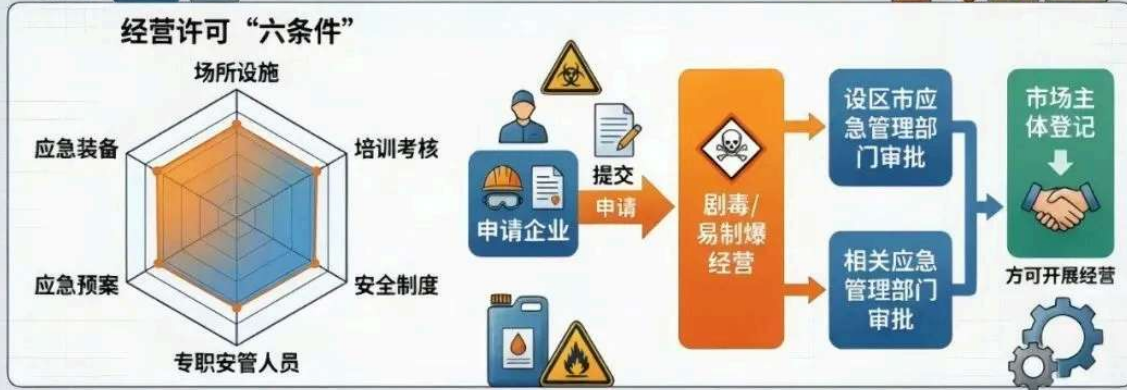 经营许可“六条件”
场所设施
应急装备
培训考核
应急预案
安全制度
专职安管人员
申请企业
提交
申请
剧毒/
易制爆
经营
设区市应
急管理部
门审批
相关应急
管理部门
审批
市场主
体登记
方可开展经营